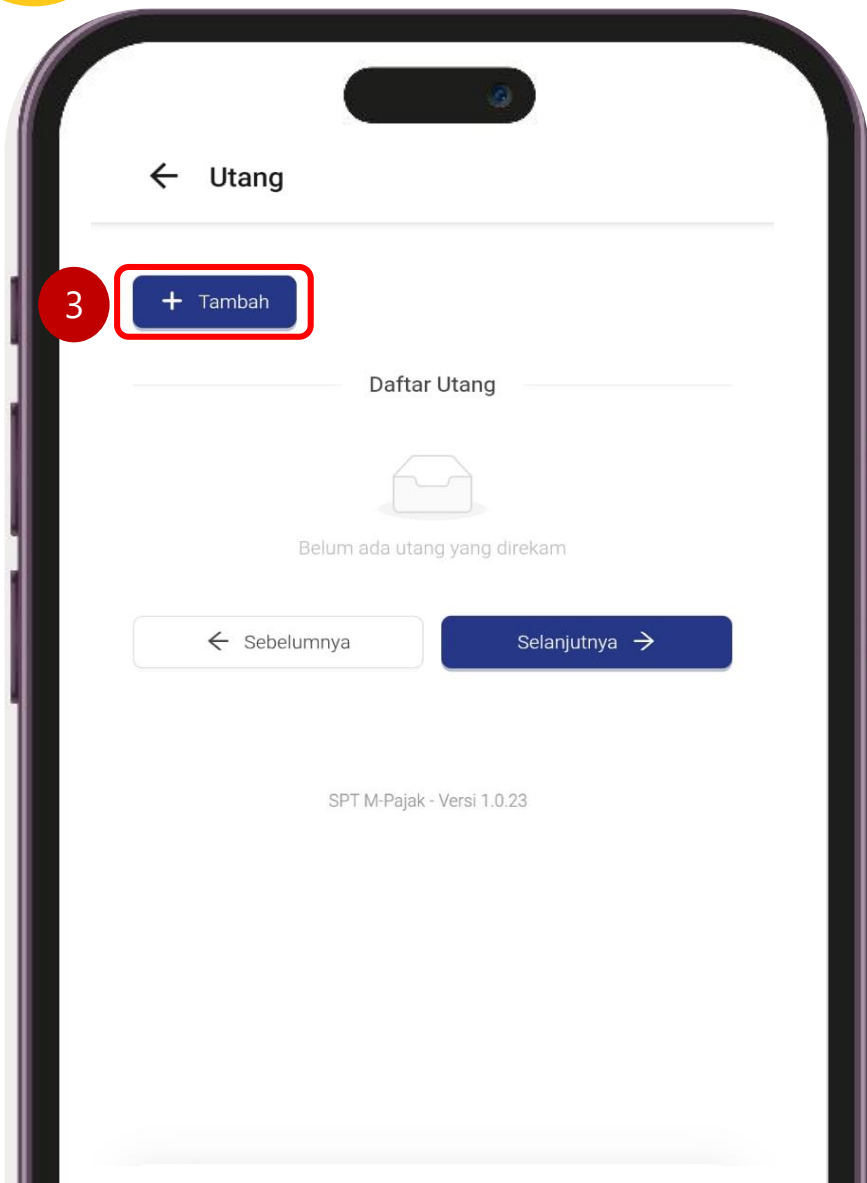 Utang
3
+ Tambah
Daftar Utang
Belum ada utang yang direkam
← Sebelumnya
Selanjutnya →
SPT M-Pajak - Versi 1.0.23